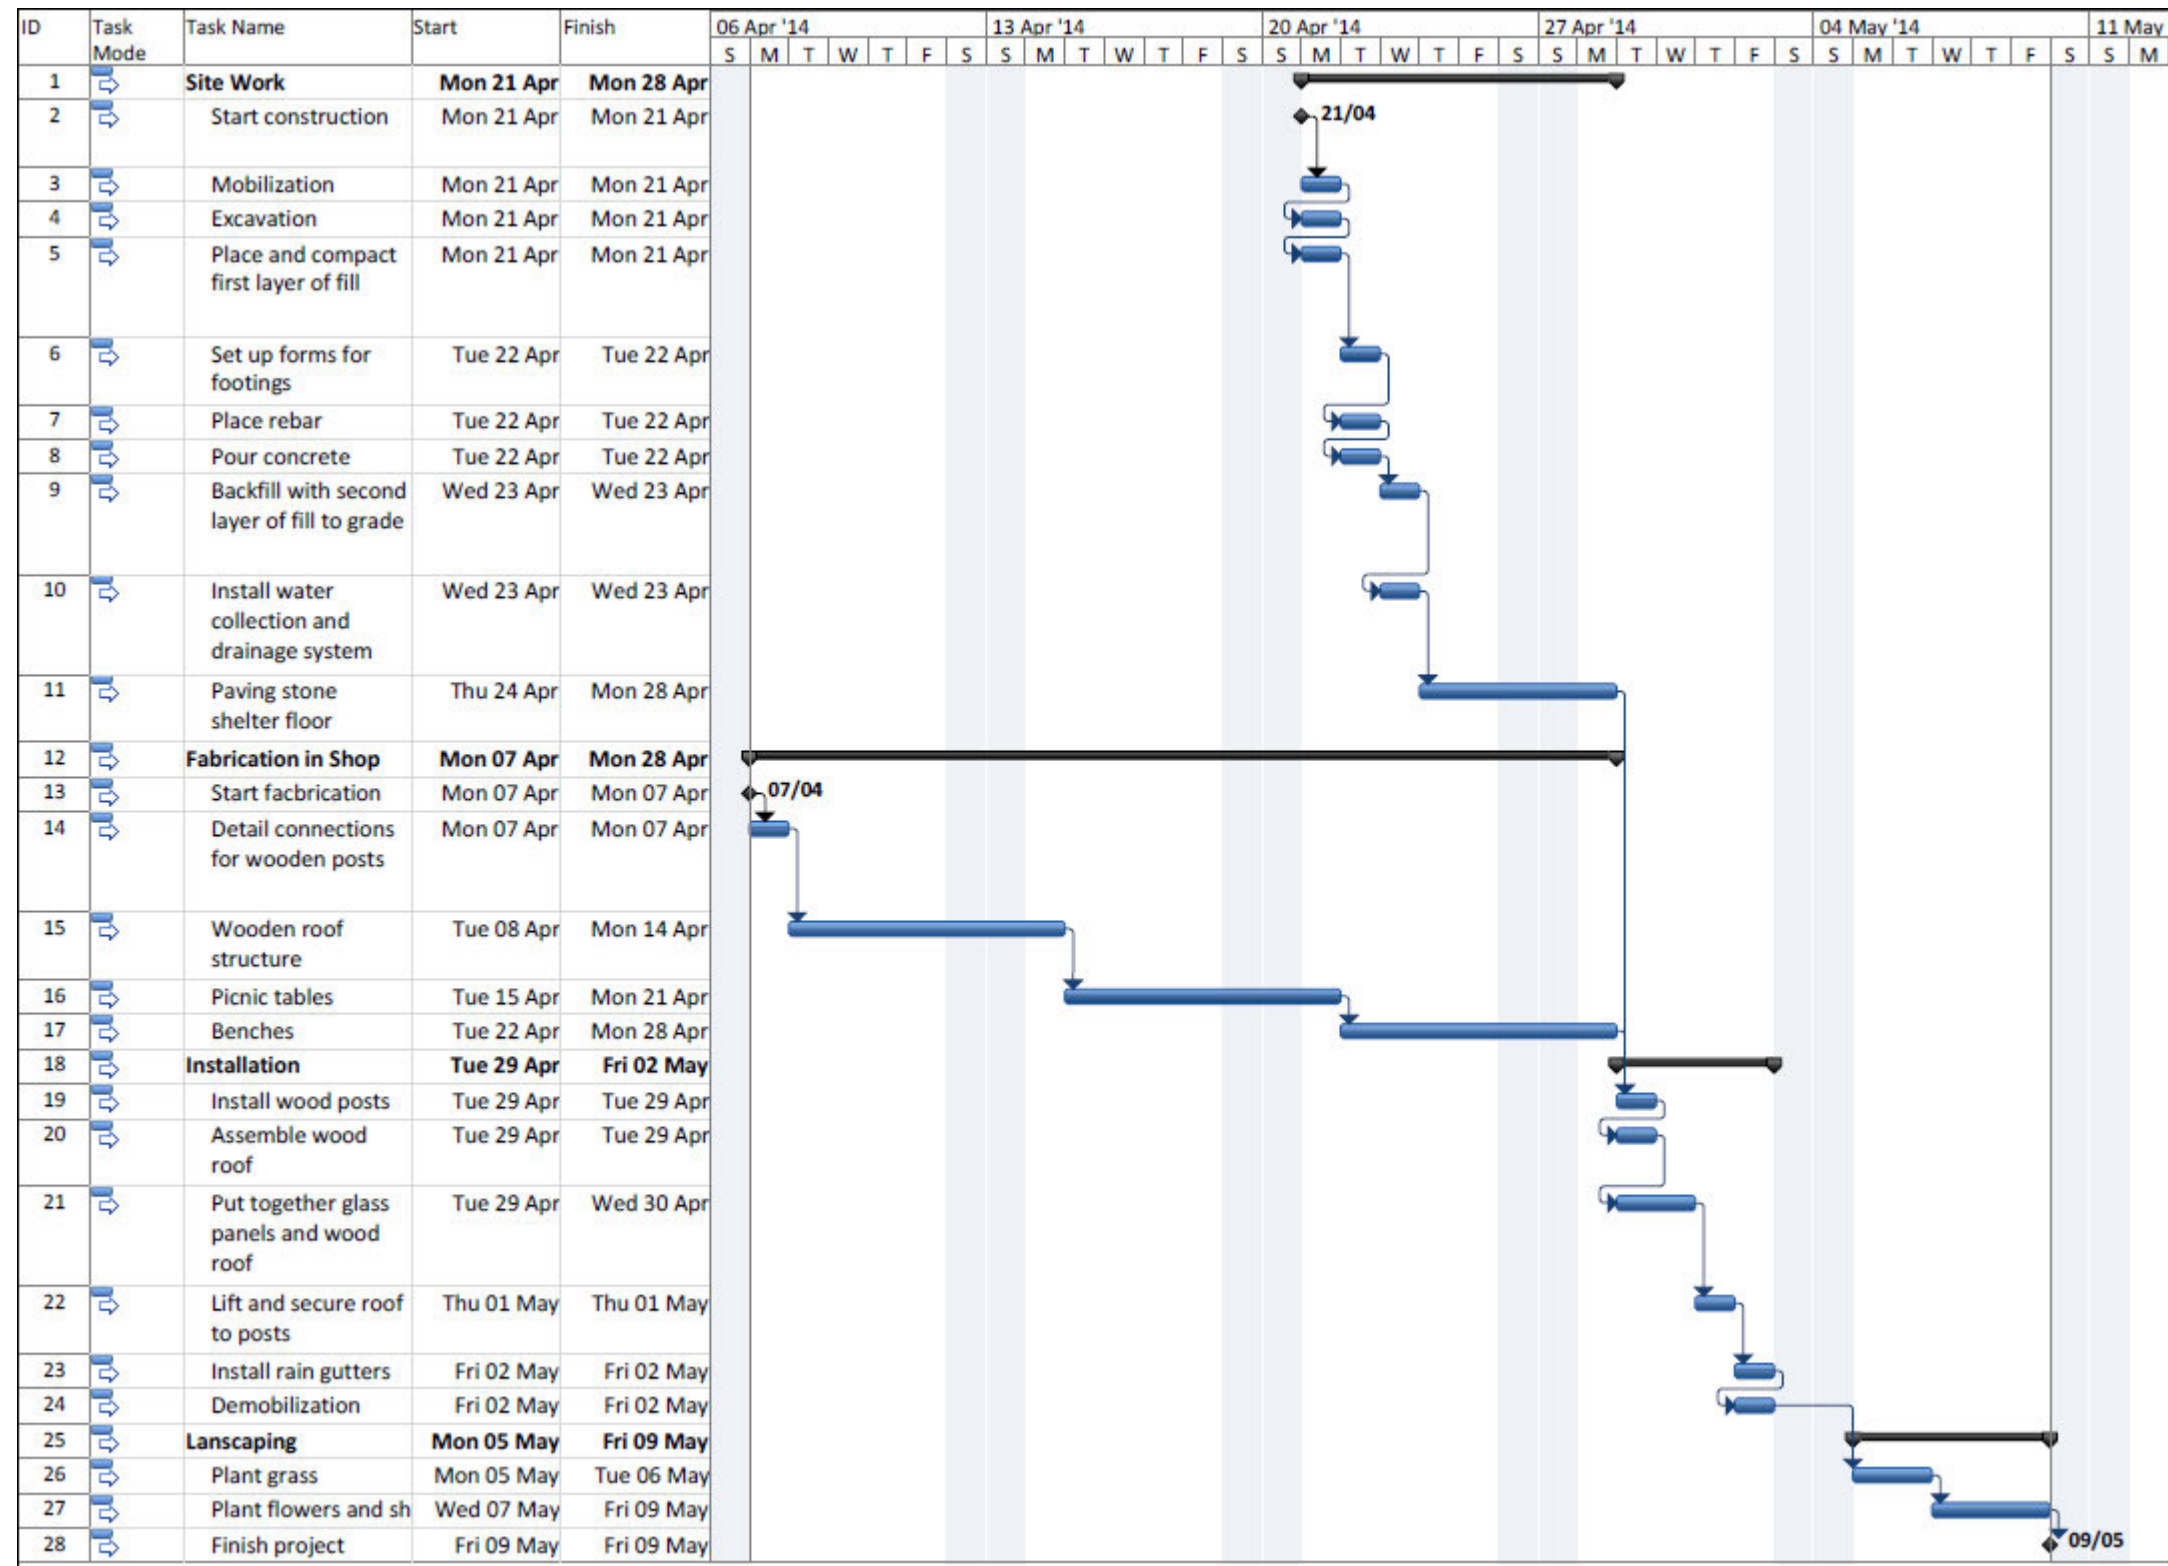 ID Task Mode Task Name Start Finish 06 Apr '14 13 Apr '14 20 Apr '14 27 Apr '14 04 May '14 11 May
S M T W T F S S M T W T F S S M T W T F S S M T W T F S S M T W T F S S M
1 Site Work Mon 21 Apr Mon 28 Apr
2 Start construction Mon 21 Apr Mon 21 Apr 21/04
3 Mobilization Mon 21 Apr Mon 21 Apr
4 Excavation Mon 21 Apr Mon 21 Apr
5 Place and compact Mon 21 Apr Mon 21 Apr
first layer of fill
6 Set up forms for Tue 22 Apr Tue 22 Apr
footings
7 Place rebar Tue 22 Apr Tue 22 Apr
8 Pour concrete Tue 22 Apr Tue 22 Apr
9 Backfill with second Wed 23 Apr Wed 23 Apr
layer of fill to grade
10 Install water Wed 23 Apr Wed 23 Apr
collection and
drainage system
11 Paving stone Thu 24 Apr Mon 28 Apr
shelter floor
12 Fabrication in Shop Mon 07 Apr Mon 28 Apr
13 Start facbrication Mon 07 Apr Mon 07 Apr 07/04
14 Detail connections Mon 07 Apr Mon 07 Apr
for wooden posts
15 Wooden roof Tue 08 Apr Mon 14 Apr
structure
16 Picnic tables Tue 15 Apr Mon 21 Apr
17 Benches Tue 22 Apr Mon 28 Apr
18 Installation Tue 29 Apr Fri 02 May
19 Install wood posts Tue 29 Apr Tue 29 Apr
20 Assemble wood Tue 29 Apr Tue 29 Apr
roof
21 Put together glass Tue 29 Apr Wed 30 Apr
panels and wood
roof
22 Lift and secure roof Thu 01 May Thu 01 May
to posts
23 Install rain gutters Fri 02 May Fri 02 May
24 Demobilization Fri 02 May Fri 02 May
25 Lanscaping Mon 05 May Fri 09 May
26 Plant grass Mon 05 May Tue 06 May
27 Plant flowers and sh Wed 07 May Fri 09 May
28 Finish project Fri 09 May Fri 09 May 09/05